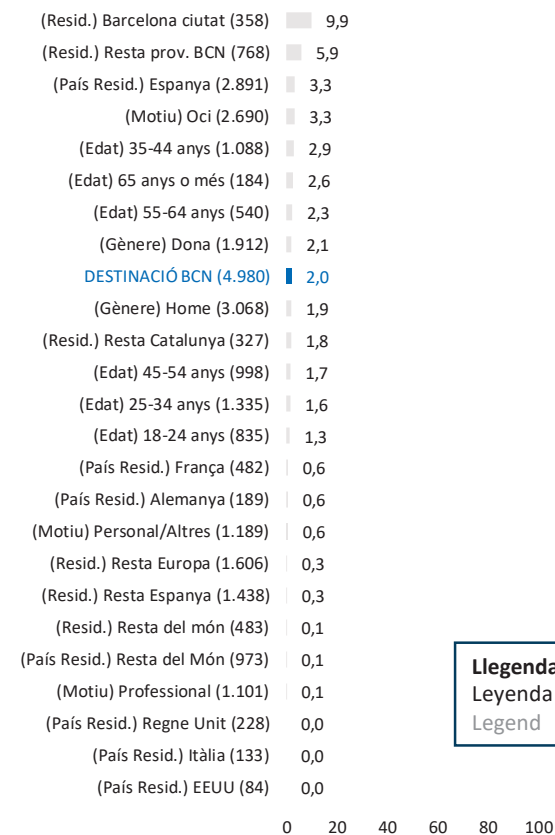 (Resid.) Barcelona ciutat (358) 9,9
(Resid.) Resta prov. BCN (768) 5,9
(País Resid.) Espanya (2.891) 3,3
(Motiu) Oci (2.690) 3,3
(Edat) 35-44 anys (1.088) 2,9
(Edat) 65 anys o més (184) 2,6
(Edat) 55-64 anys (540) 2,3
(Gènere) Dona (1.912) 2,1
DESTINACIÓ BCN (4.980) 2,0
(Gènere) Home (3.068) 1,9
(Resid.) Resta Catalunya (327) 1,8
(Edat) 45-54 anys (998) 1,7
(Edat) 25-34 anys (1.335) 1,6
(Edat) 18-24 anys (835) 1,3
(País Resid.) França (482) 0,6
(País Resid.) Alemanya (189) 0,6
(Motiu) Personal/Altres (1.189) 0,6
(Resid.) Resta Europa (1.606) 0,3
(Resid.) Resta Espanya (1.438) 0,3
(Resid.) Resta del món (483) 0,1
(País Resid.) Resta del Món (973) 0,1
(Motiu) Professional (1.101) 0,1
(País Resid.) Regne Unit (228) 0,0
(País Resid.) Itàlia (133) 0,0
(País Resid.) EEUU (84) 0,0
0 20 40 60 80 100
Llegenda
Leyenda
Legend